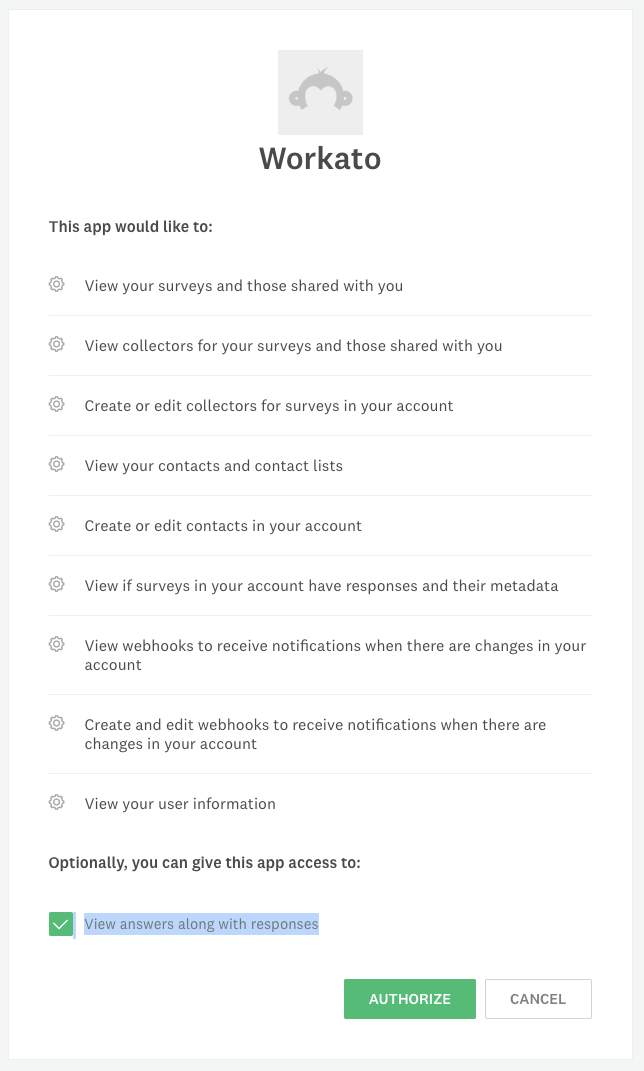 Workato
This app would like to:
View your surveys and those shared with you
View collectors for your surveys and those shared with you
Create or edit collectors for surveys in your account
View your contacts and contact lists
Create or edit contacts in your account
View if surveys in your account have responses and their metadata
View webhooks to receive notifications when there are changes in your
account
Create and edit webhooks to receive notifications when there are
changes in your account
View your user information
Optionally, you can give this app access to:
View answers along with responses
AUTHORIZE CANCEL